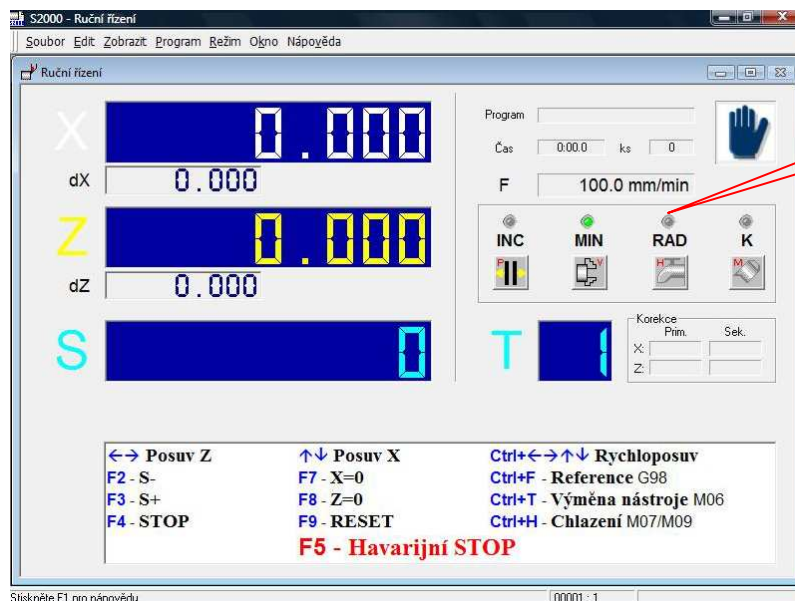 S2000 - Ruční řízení
Soubor Edit Zobrazit Program Režim Okno Nápověda
Ruční řízení
X 0.000
dX 0.000
Z 0.000
dZ 0.000
S 0
Program
Čas 0:00.0 ks 0
F 100.0 mm/min
INC MIN RAD K
P V H M
T 1
Korekce
Prim. Sek.
X:
Z:
←→ Posuv Z ↑↓ Posuv X Ctrl+←→↑↓ Rychloposuv
F2 - S- F7 - X=0 Ctrl+F - Reference G98
F3 - S+ F8 - Z=0 Ctrl+T - Výměna nástroje M06
F4 - STOP F9 - RESET Ctrl+H - Chlazení M07/M09
F5 - Havarijní STOP
Stiskněte F1 pro nápovědu. 00001 : 1